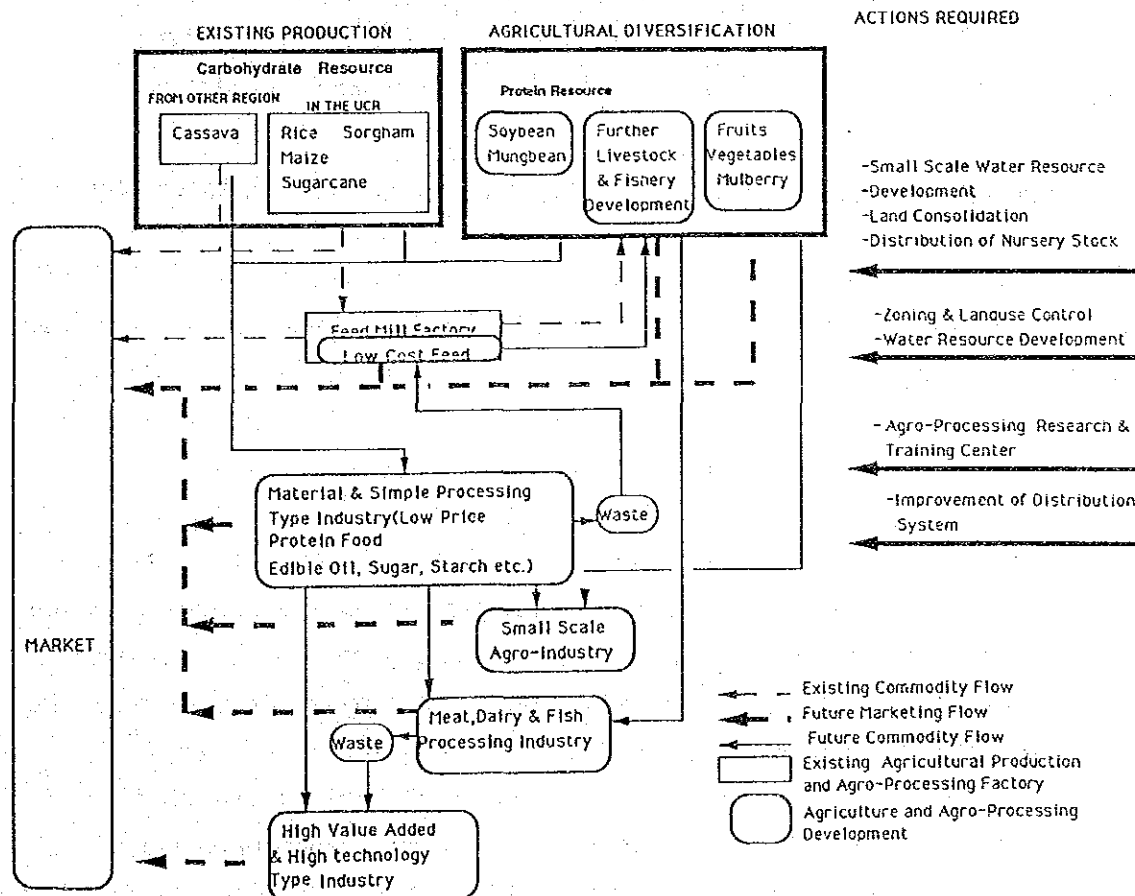 ACTIONS REQUIRED
EXISTING PRODUCTION
AGRICULTURAL DIVERSIFICATION
Carbohydrate Resource
FROM OTHER REGION
IN THE UCR
Cassava
Rice Sorgham
Maize
Sugarcane
Protein Resource
Soybean
Mungbean
Further
Livestock
& Fishery
Development
Fruits
Vegetables
Mulberry
-Small Scale Water Resource
-Development
-Land Consolidation
-Distribution of Nursery Stock
-Zoning & Landuse Control
-Water Resource Development
-Agro-Processing Research &
Training Center
-Improvement of Distribution
System
Feed Mill Factory
Low Cost Feed
Material & Simple Processing
Type Industry(Low Price
Protein Food
Edible Oil, Sugar, Starch etc.)
Waste
Small Scale
Agro-Industry
MARKET
Meat,Dairy & Fish
Processing Industry
Waste
High Value Added
& High technology
Type Industry
Existing Commodity Flow
Future Marketing Flow
Future Commodity Flow
Existing Agricultural Production
and Agro-Processing Factory
Agriculture and Agro-Processing
Development